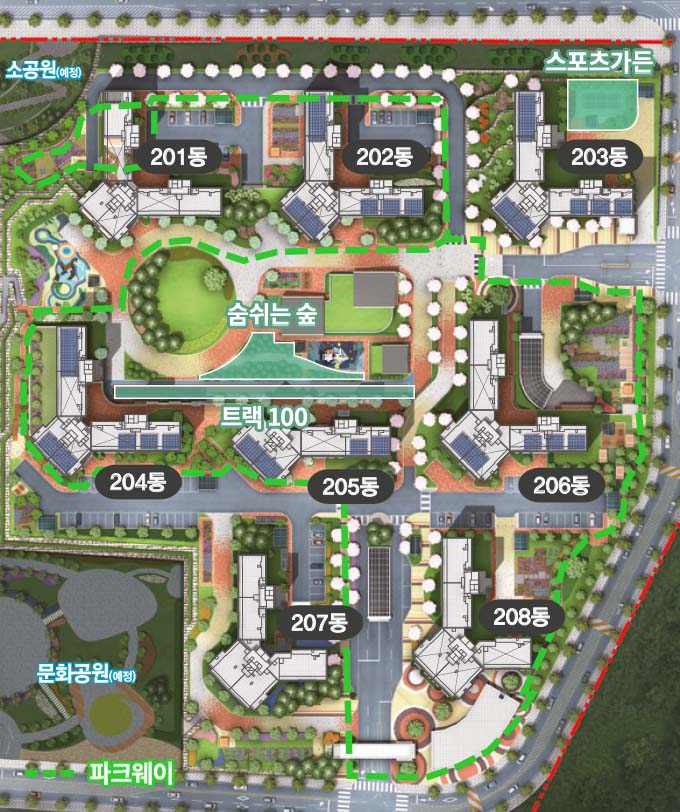 스포츠가든
소공원(예정)
201동
202동
203동
숨쉬는 숲
트랙 100
204동
205동
206동
207동
208동
문화공원(예정)
파크웨이